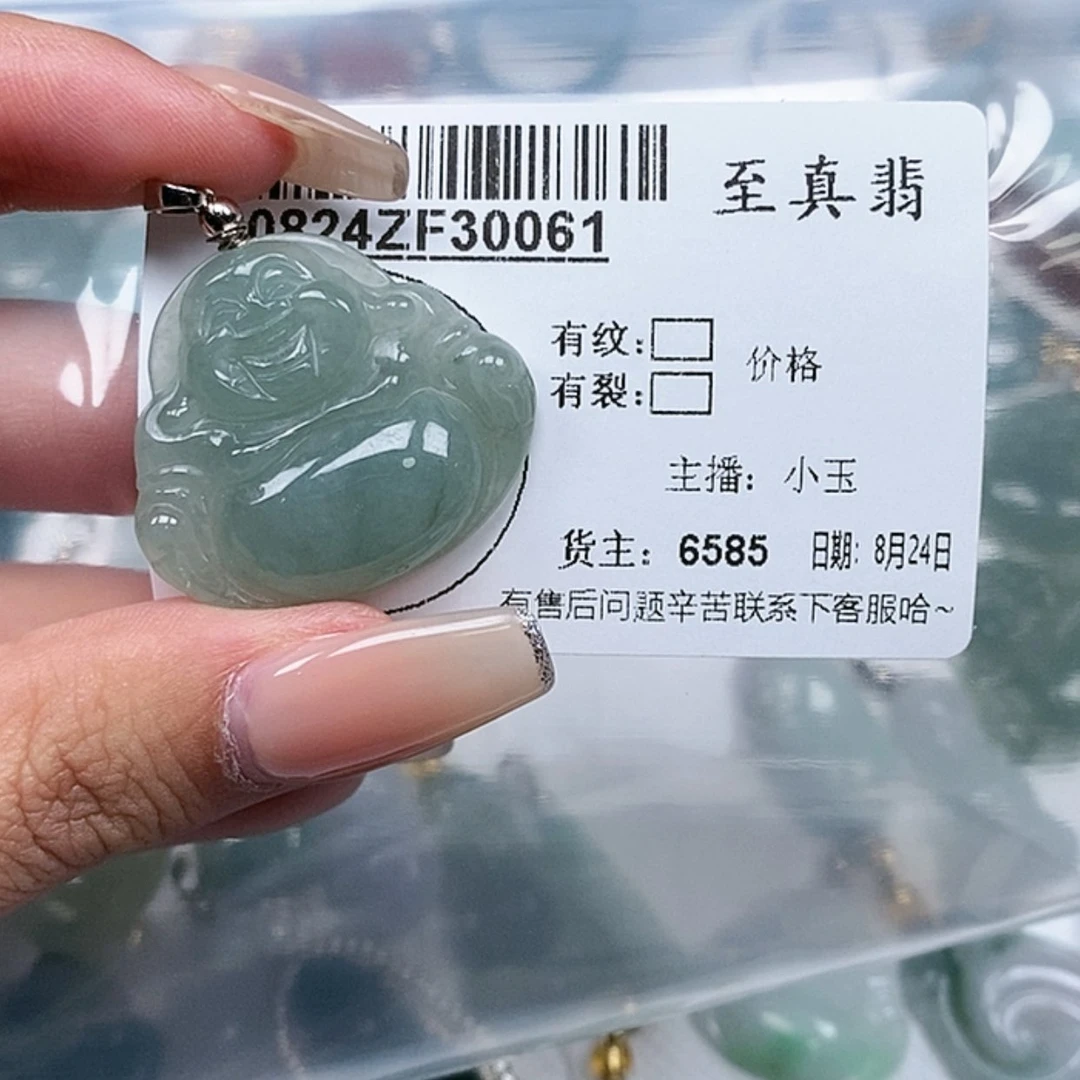 至真翡
0824ZF30061
有纹：
有裂：
价格
主播：小玉
货主：6585 日期：8月24日
有售后问题辛苦联系下客服哈~